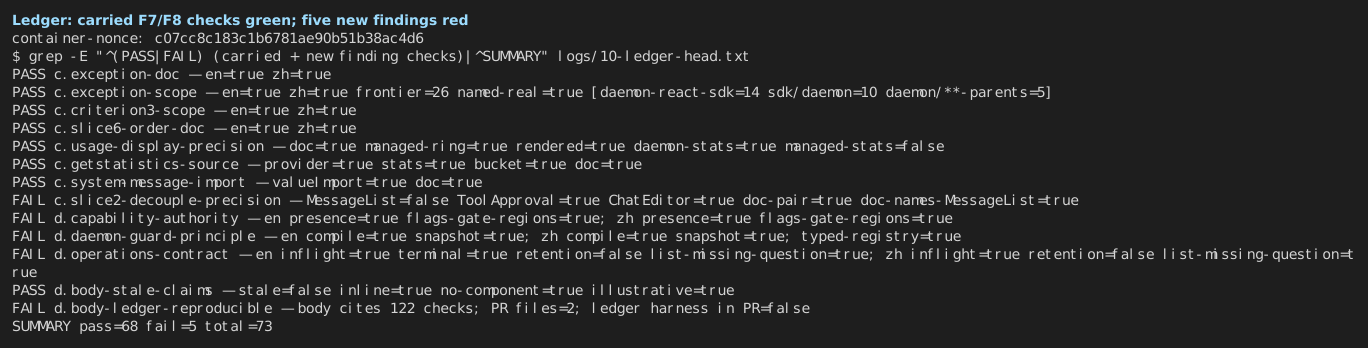 Ledger: carried F7/F8 checks green; five new findings red
container-nonce: c07cc8c183c1b6781ae90b51b38ac4d6
$ grep -E "^(PASS|FAIL) (carried + new finding checks)|^SUMMARY" logs/10-ledger-head.txt
PASS c.exception-doc — en=true zh=true
PASS c.exception-scope — en=true zh=true frontier=26 named-real=true [daemon-react-sdk=14 sdk/daemon=10 daemon/**-parents=5]
PASS c.criterion3-scope — en=true zh=true
PASS c.slice6-order-doc — en=true zh=true
PASS c.usage-display-precision — doc=true managed-ring=true rendered=true daemon-stats=true managed-stats=false
PASS c.getstatistics-source — provider=true stats=true bucket=true doc=true
PASS c.system-message-import — valueImport=true doc=true
FAIL c.slice2-decouple-precision — MessageList=false ToolApproval=true ChatEditor=true doc-pair=true doc-names-MessageList=true
FAIL d.capability-authority — en presence=true flags-gate-regions=true; zh presence=true flags-gate-regions=true
FAIL d.daemon-guard-principle — en compile=true snapshot=true; zh compile=true snapshot=true; typed-registry=true
FAIL d.operations-contract — en inflight=true terminal=true retention=false list-missing-question=true; zh inflight=true retention=false list-missing-question=t
rue
PASS d.body-stale-claims — stale=false inline=true no-component=true illustrative=true
FAIL d.body-ledger-reproducible — body cites 122 checks; PR files=2; ledger harness in PR=false
SUMMARY pass=68 fail=5 total=73